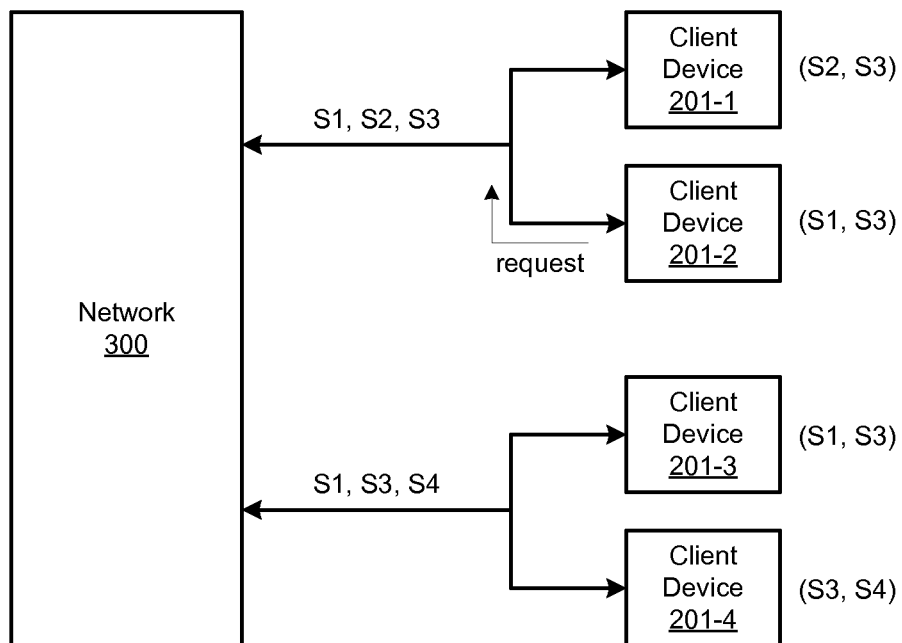 Client
Device
201-1
(S2, S3)
S1, S2, S3
Client
Device
201-2
(S1, S3)
request
Network
300
Client
Device
201-3
(S1, S3)
S1, S3, S4
Client
Device
201-4
(S3, S4)